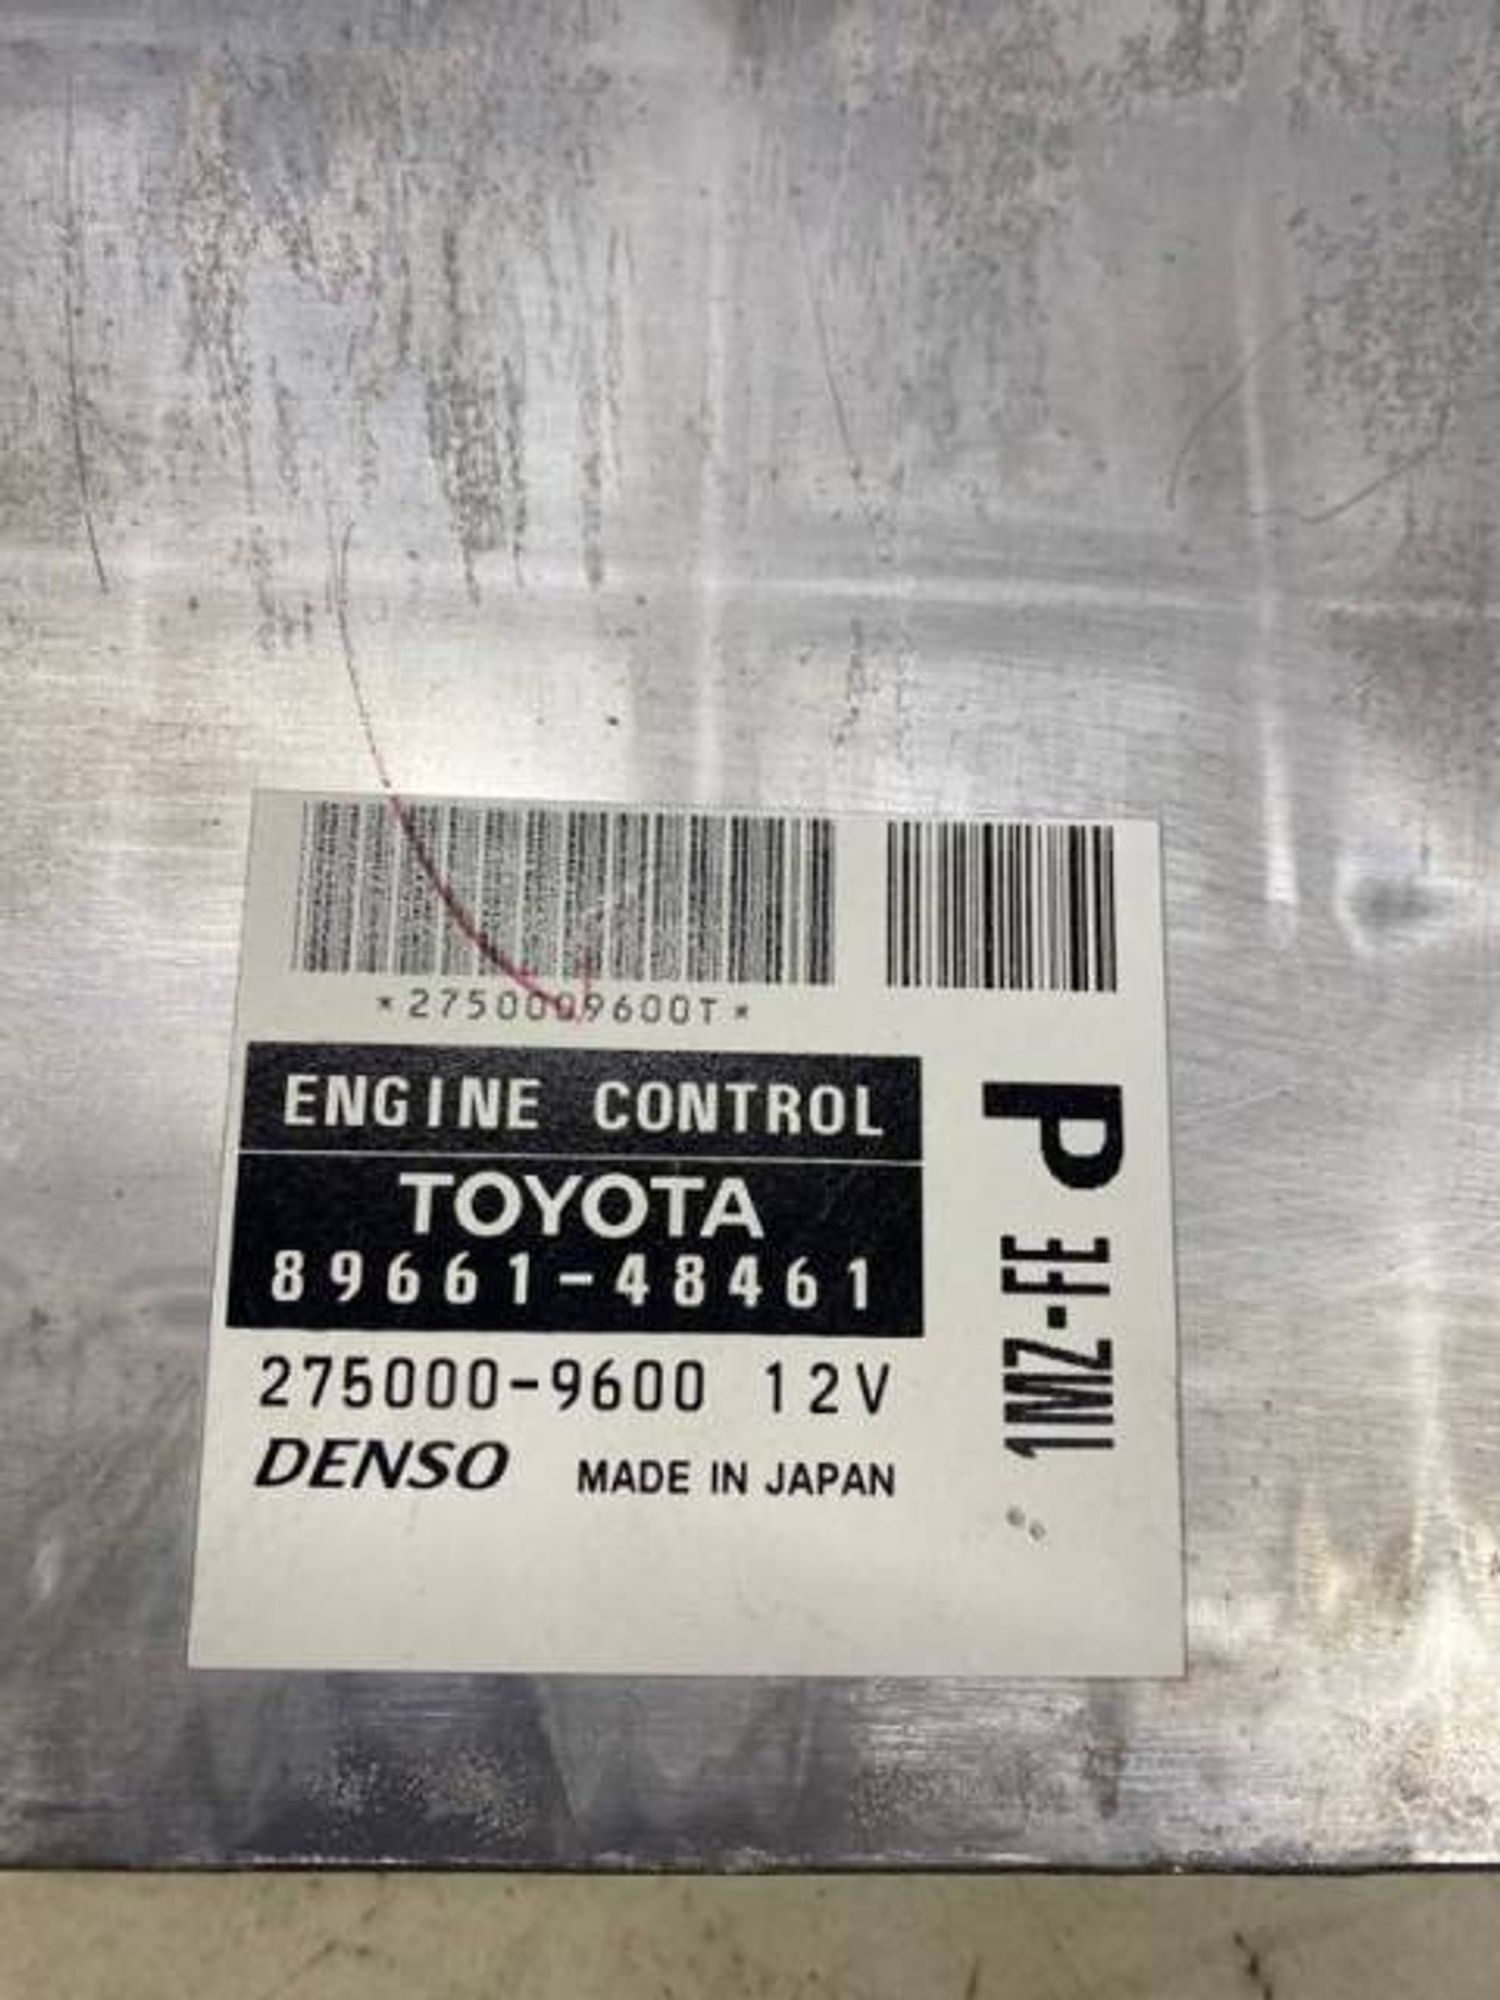 *2750009600T*
ENGINE CONTROL
TOYOTA
89661-48461
275000-9600 12V
DENSO MADE IN JAPAN
P 1MZ-FE